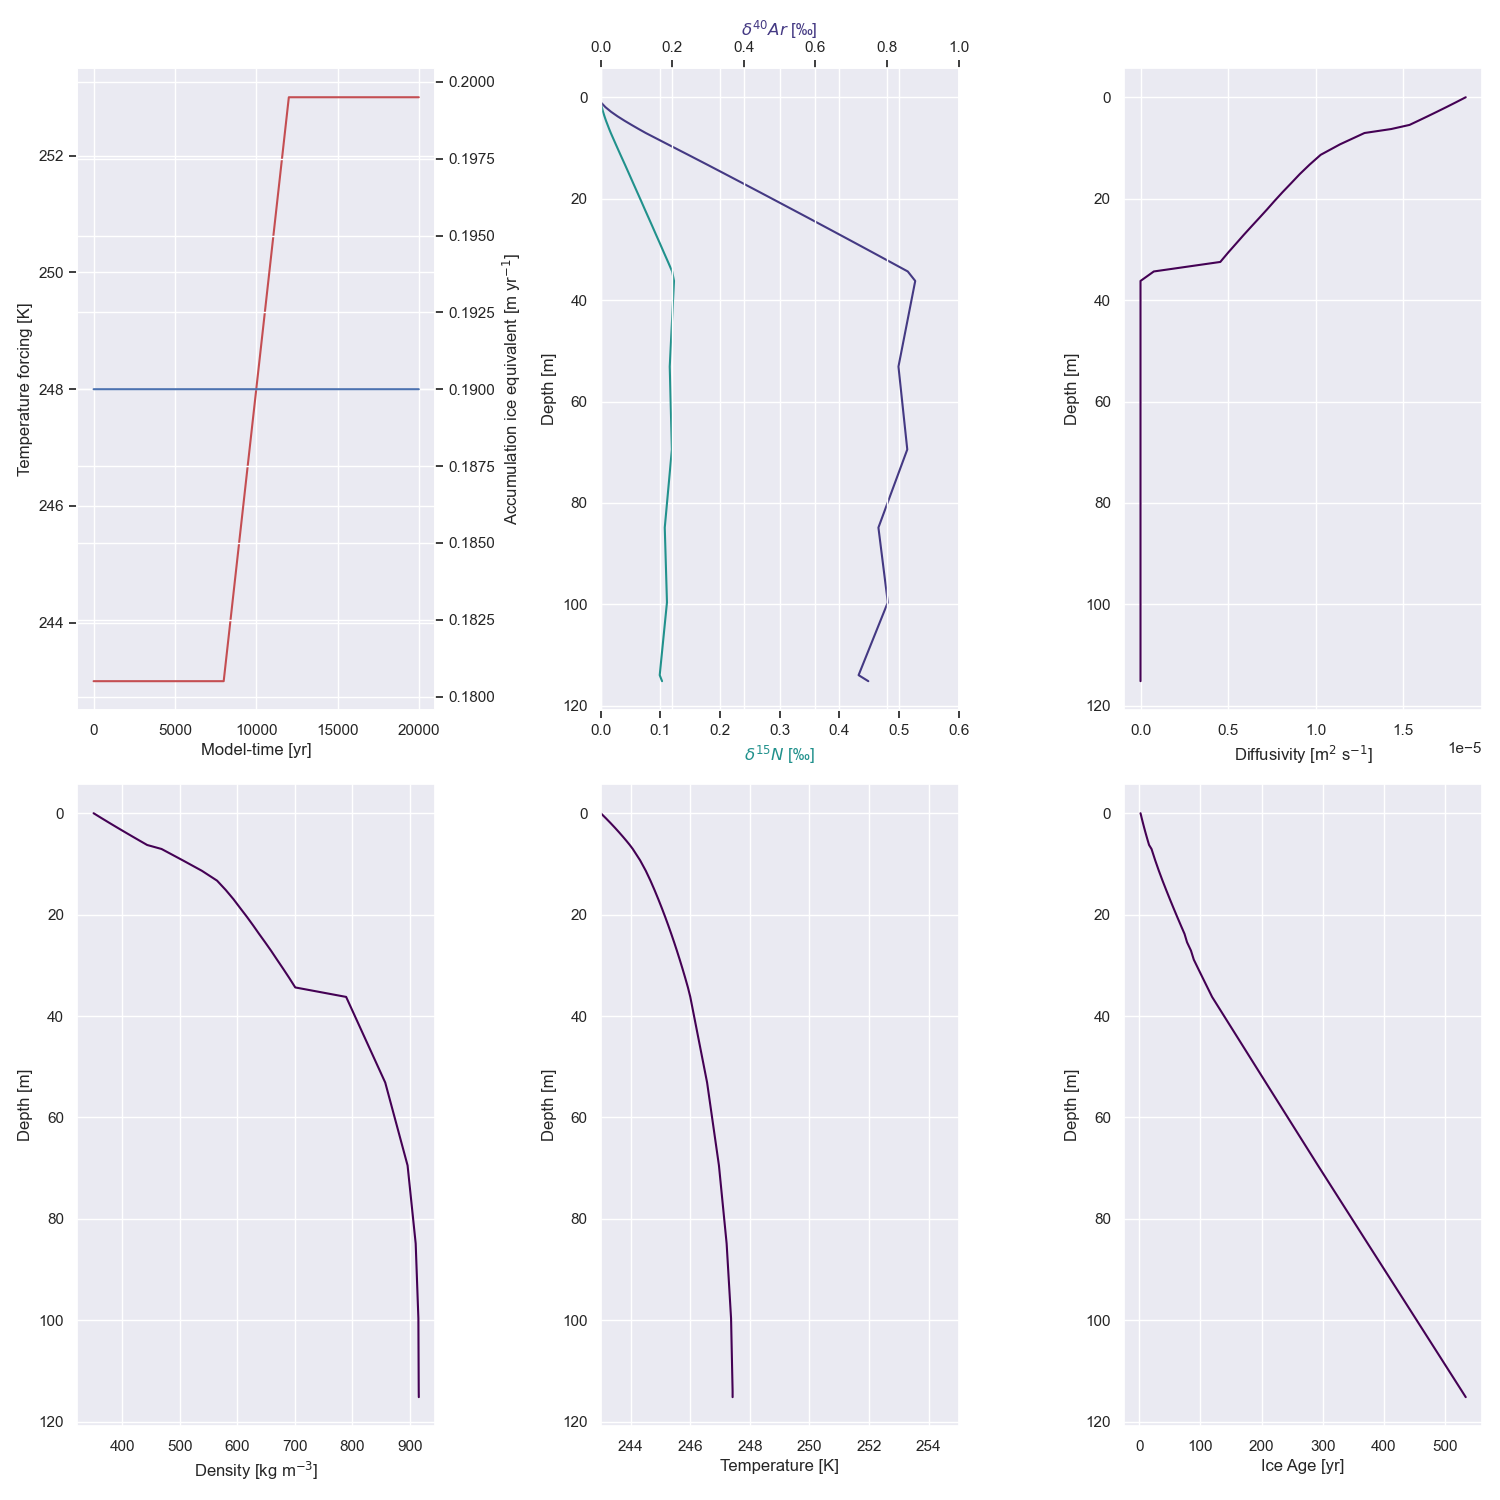 δ⁴⁰Ar [‰]
0.0 0.2 0.4 0.6 0.8 1.0
Temperature forcing [K]
252
250
248
246
244
0.2000
0.1975
0.1950
0.1925
0.1900
0.1875
0.1850
0.1825
0.1800
Accumulation ice equivalent [m yr⁻¹]
0 5000 10000 15000 20000
Model-time [yr]
Depth [m]
0
20
40
60
80
100
120
0.0 0.1 0.2 0.3 0.4 0.5 0.6
δ¹⁵N [‰]
Depth [m]
0
20
40
60
80
100
120
0.0 0.5 1.0 1.5
1e−5
Diffusivity [m² s⁻¹]
Depth [m]
0
20
40
60
80
100
120
400 500 600 700 800 900
Density [kg m⁻³]
Depth [m]
0
20
40
60
80
100
120
244 246 248 250 252 254
Temperature [K]
Depth [m]
0
20
40
60
80
100
120
0 100 200 300 400 500
Ice Age [yr]